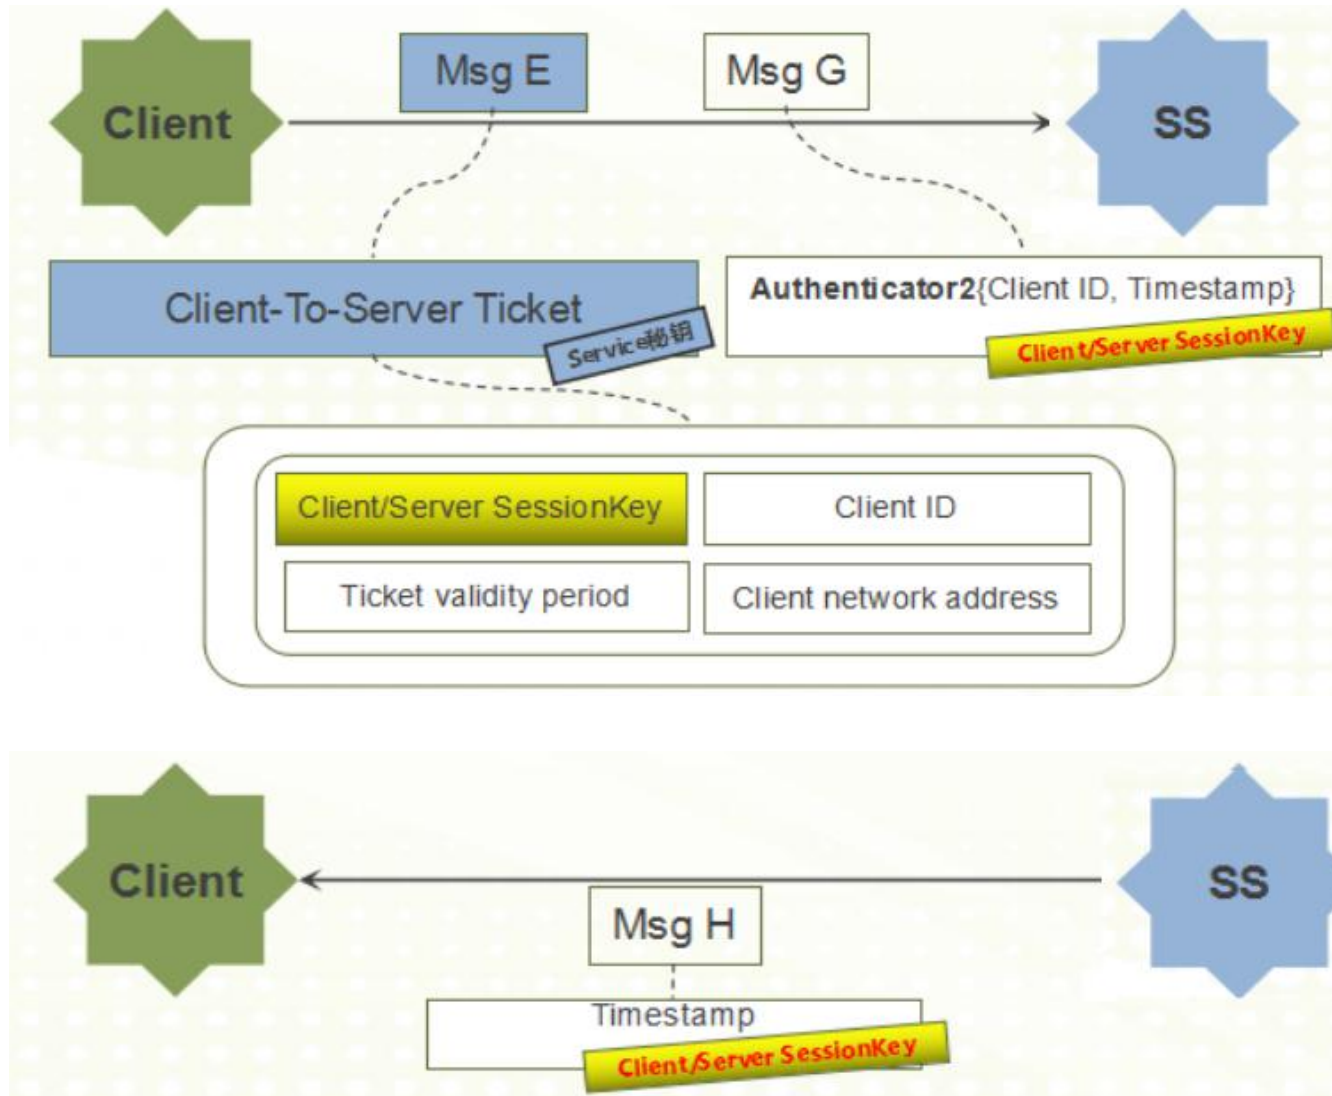 Client
Msg E
Msg G
SS
Client-To-Server Ticket
Service秘钥
Authenticator2{Client ID, Timestamp}
Client/Server SessionKey
Client/Server SessionKey
Client ID
Ticket validity period
Client network address
Client
SS
Msg H
Timestamp
Client/Server SessionKey